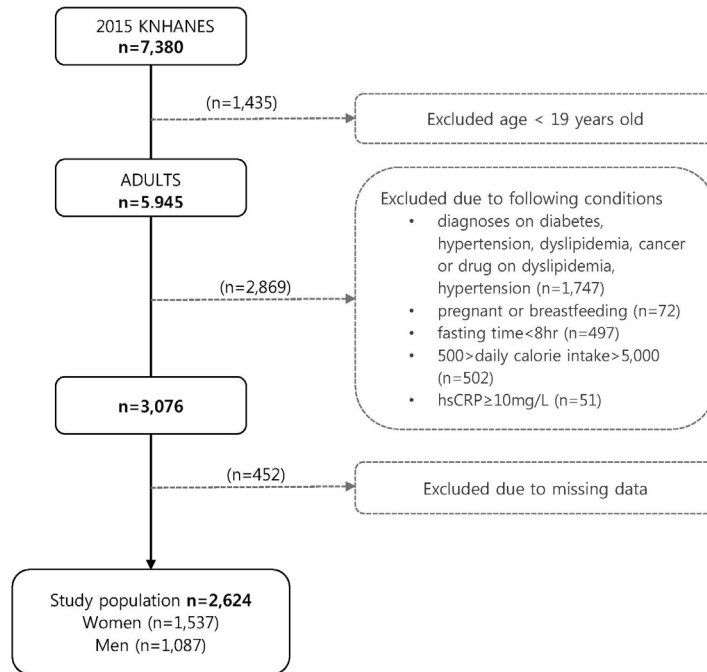 2015 KNHANES
n=7,380
(n=1,435)
Excluded age < 19 years old
ADULTS
n=5.945
(n=2,869)
Excluded due to following conditions
• diagnoses on diabetes,
hypertension, dyslipidemia, cancer
or drug on dyslipidemia,
hypertension (n=1,747)
• pregnant or breastfeeding (n=72)
• fasting time<8hr (n=497)
• 500>daily calorie intake>5,000
(n=502)
• hsCRP≥10mg/L (n=51)
n=3,076
(n=452)
Excluded due to missing data
Study population n=2,624
Women (n=1,537)
Men (n=1,087)